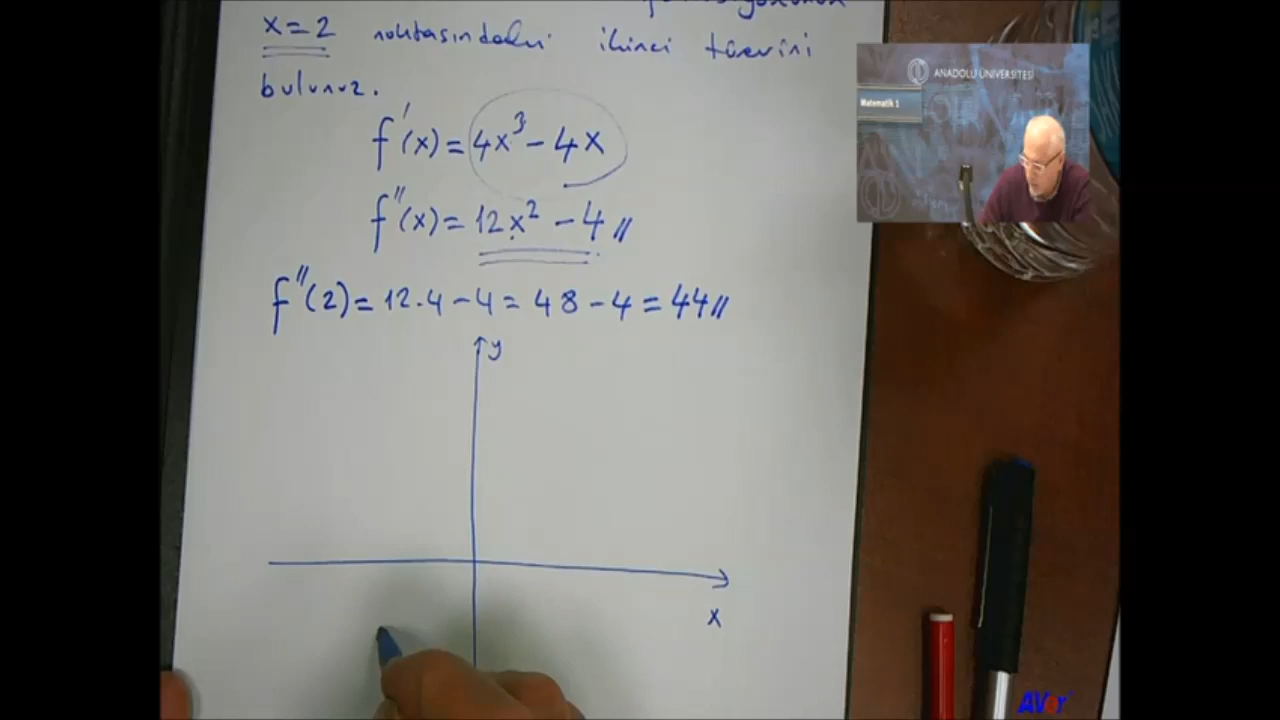 x=2 noktasındaki ikinci türevini
bulunuz.
f'(x) = 4x³ - 4x
f''(x) = 12x² - 4 //
f''(2) = 12.4 - 4 = 48 - 4 = 44 //
y
x
ANADOLU ÜNİVERSİTESİ
Matematik 1
AVer